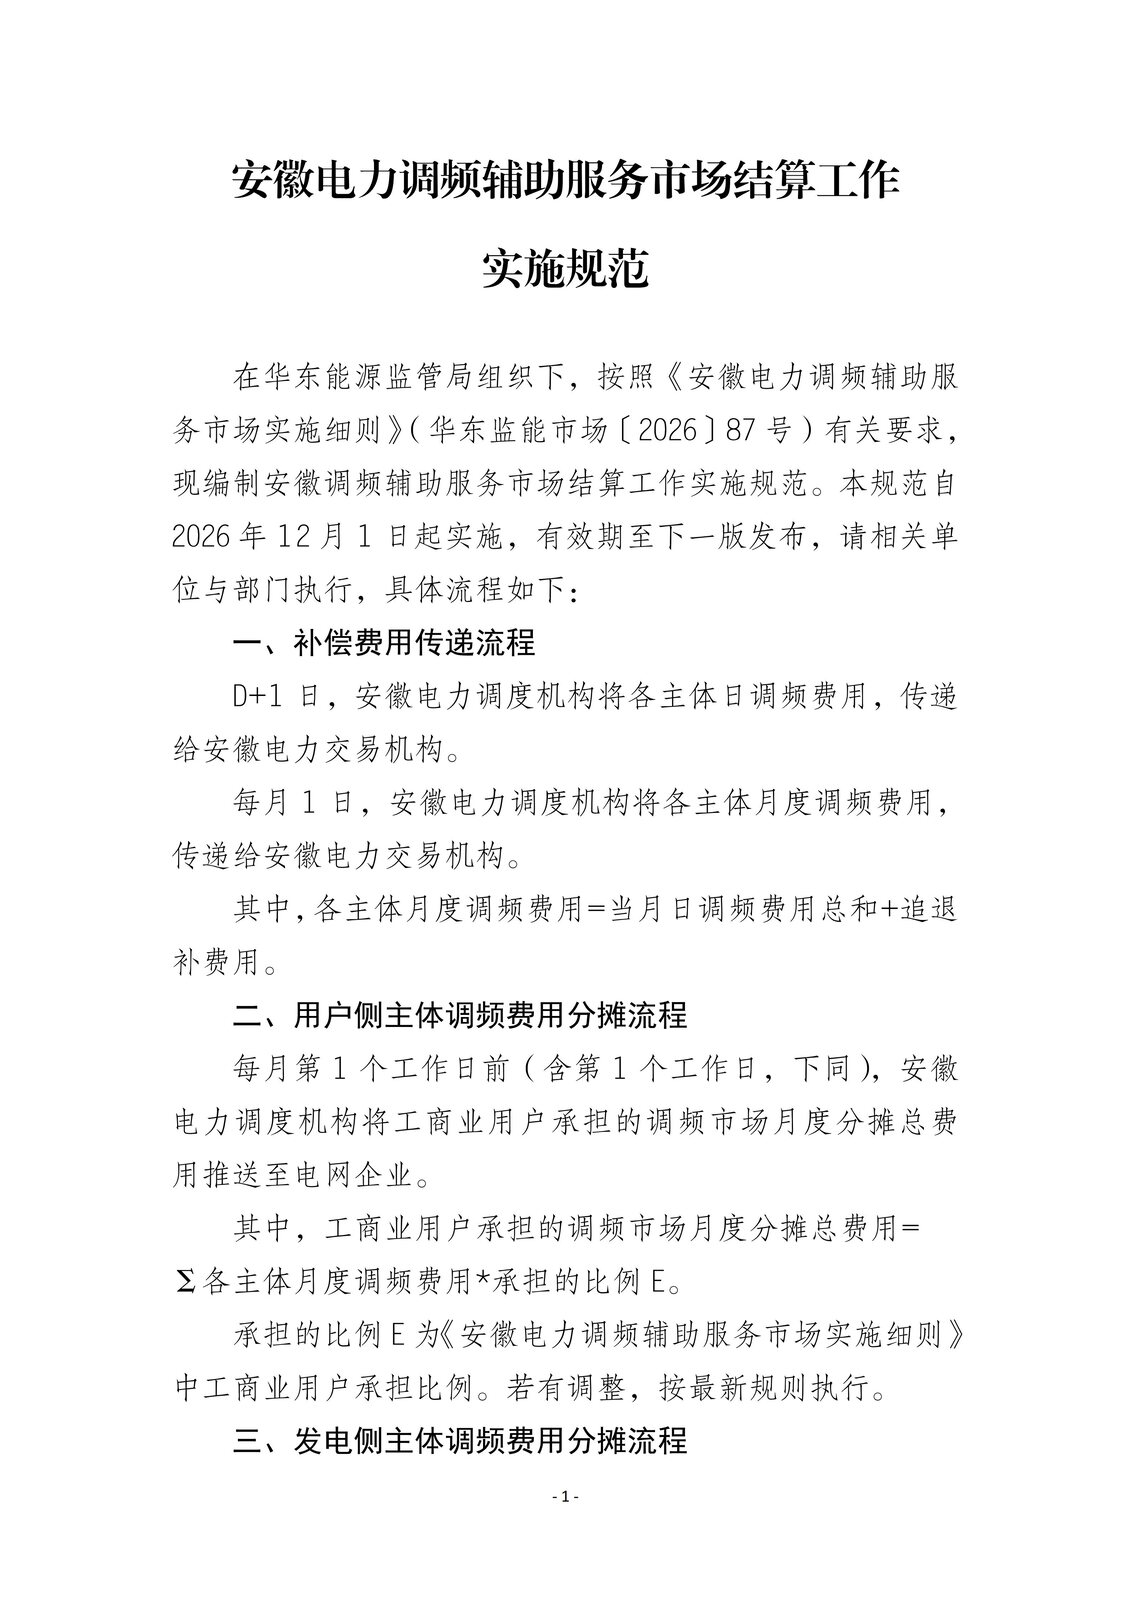 安徽电力调频辅助服务市场结算工作
实施规范
在华东能源监管局组织下，按照《安徽电力调频辅助服
务市场实施细则》（华东监能市场〔2026〕87 号）有关要求，
现编制安徽调频辅助服务市场结算工作实施规范。本规范自
2026 年 12 月 1 日起实施，有效期至下一版发布，请相关单
位与部门执行，具体流程如下：
一、补偿费用传递流程
D+1 日，安徽电力调度机构将各主体日调频费用，传递
给安徽电力交易机构。
每月 1 日，安徽电力调度机构将各主体月度调频费用，
传递给安徽电力交易机构。
其中，各主体月度调频费用=当月日调频费用总和+追退
补费用。
二、用户侧主体调频费用分摊流程
每月第 1 个工作日前（含第 1 个工作日，下同），安徽
电力调度机构将工商业用户承担的调频市场月度分摊总费
用推送至电网企业。
其中，工商业用户承担的调频市场月度分摊总费用=
∑各主体月度调频费用*承担的比例 E。
承担的比例 E 为《安徽电力调频辅助服务市场实施细则》
中工商业用户承担比例。若有调整，按最新规则执行。
三、发电侧主体调频费用分摊流程
- 1 -